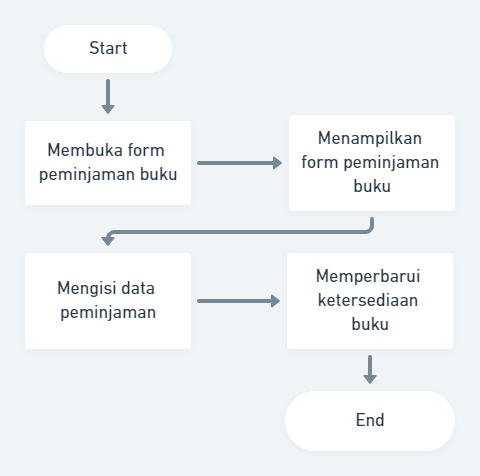 Start
Membuka form
peminjaman buku
Menampilkan
form peminjaman
buku
Mengisi data
peminjaman
Memperbarui
ketersediaan
buku
End